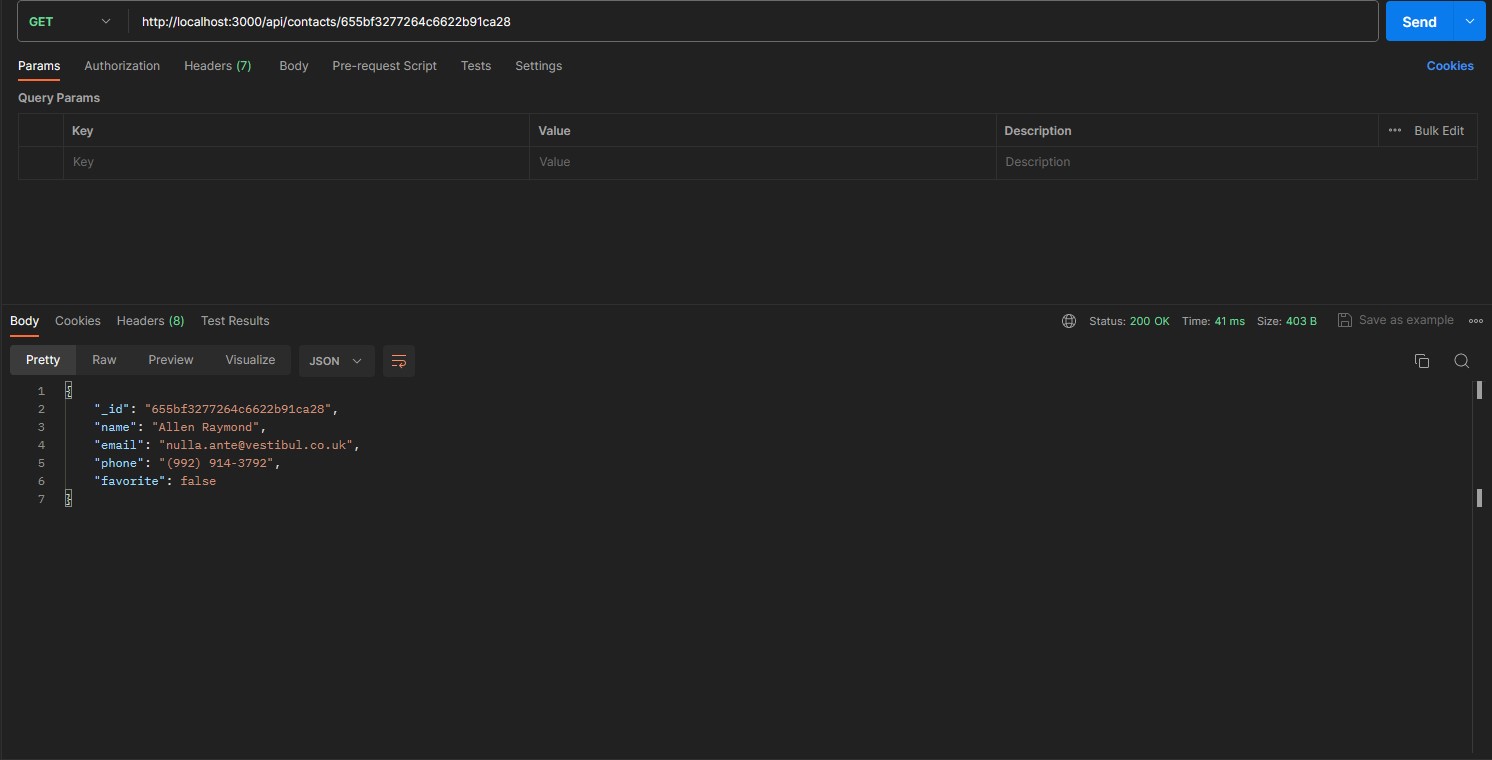 GET http://localhost:3000/api/contacts/655bf3277264c6622b91ca28 Send
Params Authorization Headers (7) Body Pre-request Script Tests Settings Cookies
Query Params
Key Value Description Bulk Edit
Key Value Description
Body Cookies Headers (8) Test Results Status: 200 OK Time: 41 ms Size: 403 B Save as example
Pretty Raw Preview Visualize JSON
1 {
2 "_id": "655bf3277264c6622b91ca28",
3 "name": "Allen Raymond",
4 "email": "nulla.ante@vestibul.co.uk",
5 "phone": "(992) 914-3792",
6 "favorite": false
7 }